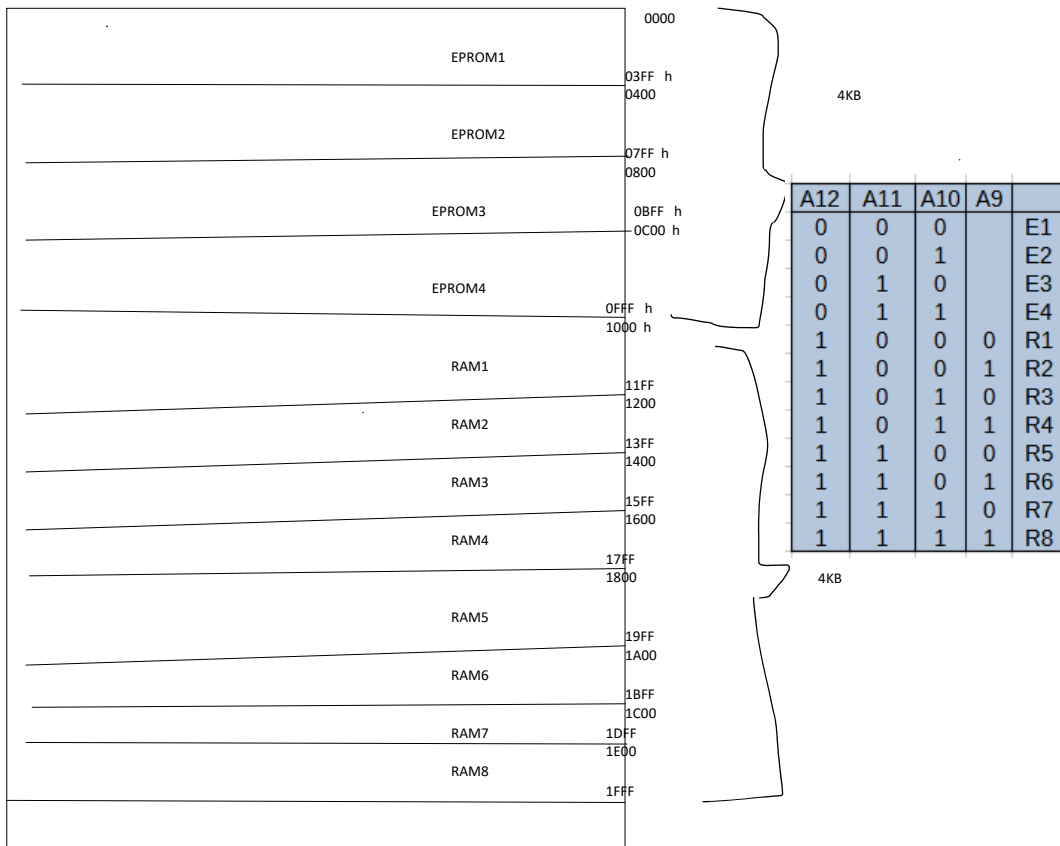 0000
EPROM1
03FF h
0400
4KB
EPROM2
07FF h
0800
EPROM3
0BFF h
0C00 h
EPROM4
0FFF h
1000 h
RAM1
11FF
1200
RAM2
13FF
1400
RAM3
15FF
1600
RAM4
17FF
1800
4KB
RAM5
19FF
1A00
RAM6
1BFF
1C00
RAM7
1DFF
1E00
RAM8
1FFF
A12 A11 A10 A9
0 0 0 E1
0 0 1 E2
0 1 0 E3
0 1 1 E4
1 0 0 0 R1
1 0 0 1 R2
1 0 1 0 R3
1 0 1 1 R4
1 1 0 0 R5
1 1 0 1 R6
1 1 1 0 R7
1 1 1 1 R8